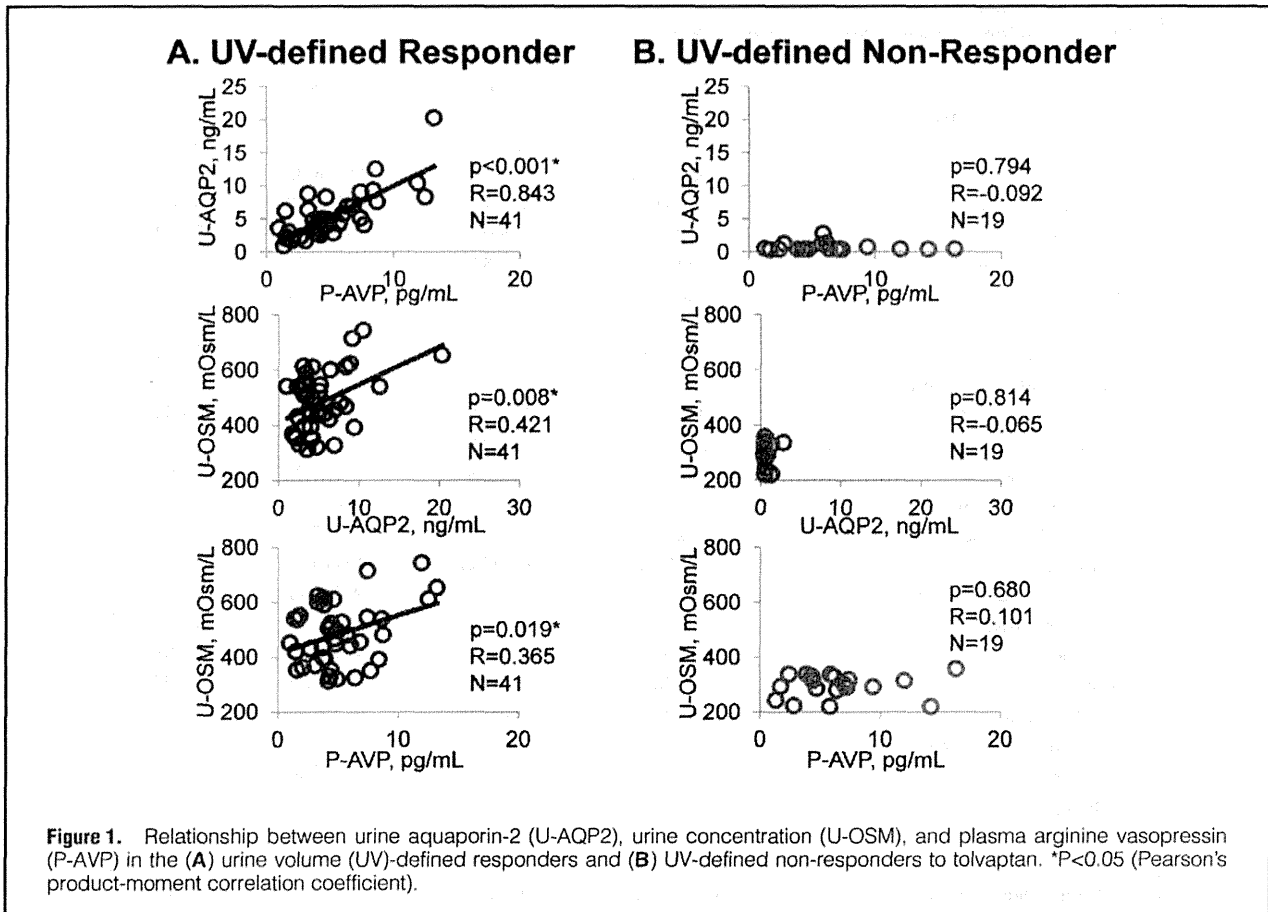 A. UV-defined Responder
B. UV-defined Non-Responder
U-AQP2, ng/mL
25
20
15
10
5
0
0
10
20
P-AVP, pg/mL
p<0.001*
R=0.843
N=41
U-AQP2, ng/mL
25
20
15
10
5
0
0
10
20
P-AVP, pg/mL
p=0.794
R=-0.092
N=19
U-OSM, mOsm/L
800
600
400
200
0
10
20
30
U-AQP2, ng/mL
p=0.008*
R=0.421
N=41
U-OSM, mOsm/L
800
600
400
200
0
10
20
30
U-AQP2, ng/mL
p=0.814
R=-0.065
N=19
U-OSM, mOsm/L
800
600
400
200
0
10
20
P-AVP, pg/mL
p=0.019*
R=0.365
N=41
U-OSM, mOsm/L
800
600
400
200
0
10
20
P-AVP, pg/mL
p=0.680
R=0.101
N=19
Figure 1. Relationship between urine aquaporin-2 (U-AQP2), urine concentration (U-OSM), and plasma arginine vasopressin
(P-AVP) in the (A) urine volume (UV)-defined responders and (B) UV-defined non-responders to tolvaptan. *P<0.05 (Pearson's
product-moment correlation coefficient).